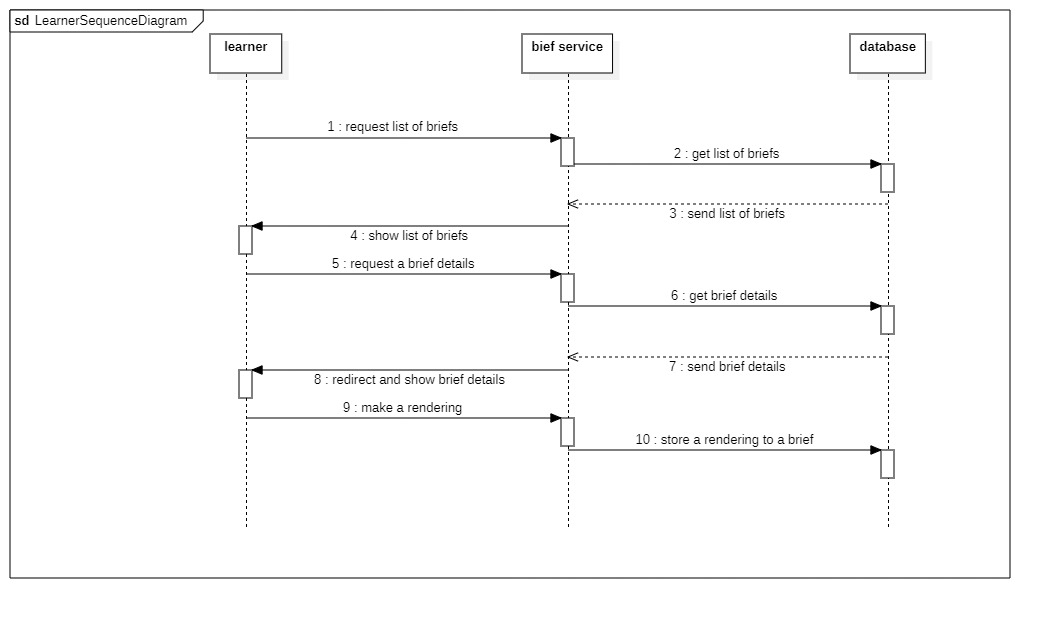 sd LearnerSequenceDiagram
learner
bief service
database
1 : request list of briefs
2 : get list of briefs
3 : send list of briefs
4 : show list of briefs
5 : request a brief details
6 : get brief details
7 : send brief details
8 : redirect and show brief details
9 : make a rendering
10 : store a rendering to a brief